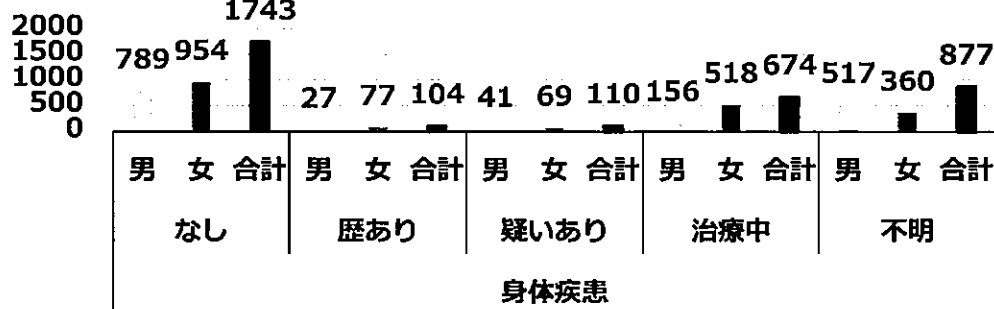 2000
1500
1000
500
0
789 954 1743
27 77 104
41 69 110
156 518 674
517 360 877
男 女 合計 男 女 合計 男 女 合計 男 女 合計 男 女 合計
なし 歴あり 疑いあり 治療中 不明
身体疾患